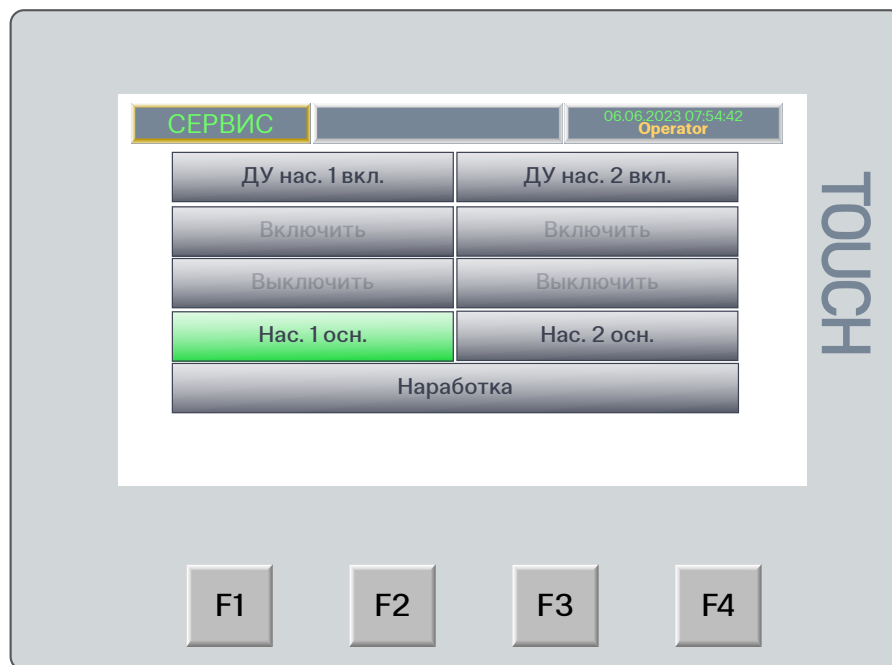 СЕРВИС
06.06.2023 07:54:42
Operator
ДУ нас. 1 вкл. ДУ нас. 2 вкл.
Включить Включить
Выключить Выключить
Нас. 1 осн. Нас. 2 осн.
Наработка
TOUCH
F1 F2 F3 F4